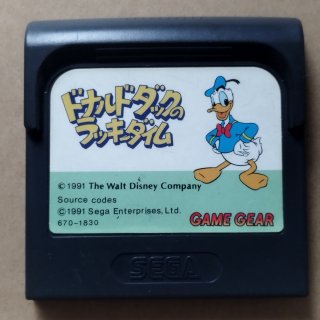 ドナルドダックの
ラッキーダイム
©1991 The Walt Disney Company
Source codes
©1991 Sega Enterprises, Ltd.
670-1830
GAME GEAR
SEGA